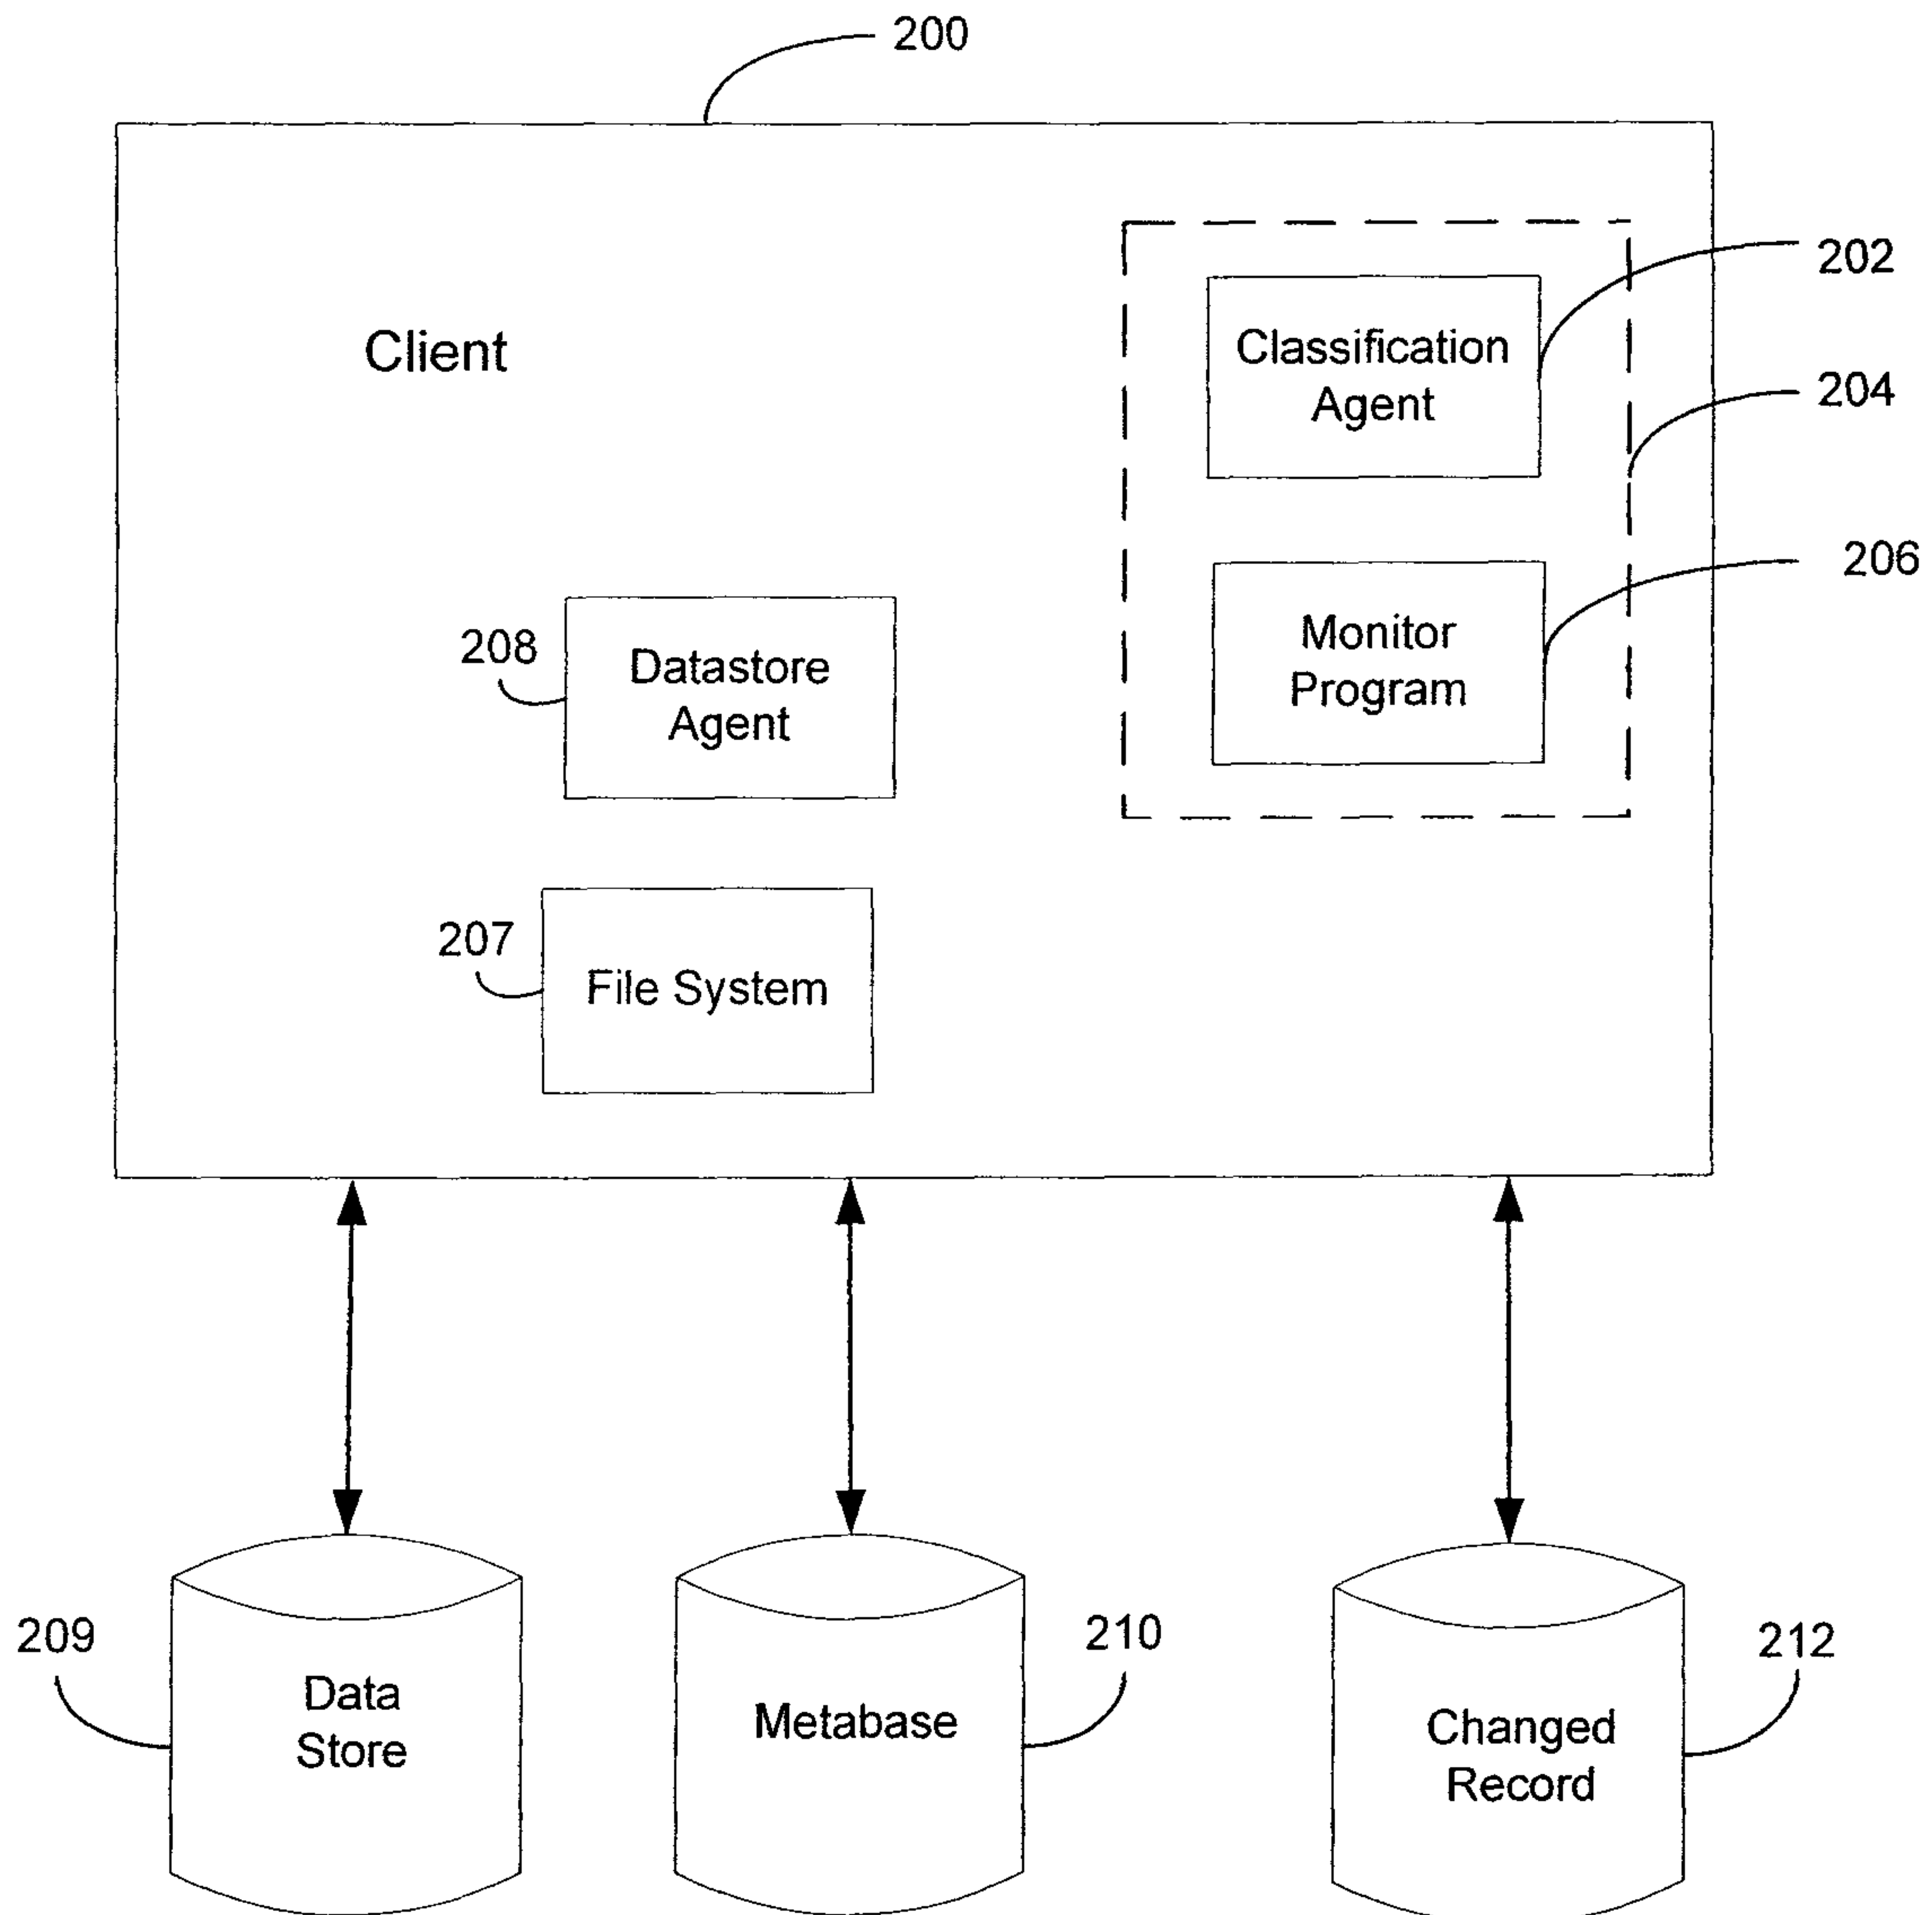 200
202
Client
Classification
Agent
204
206
Monitor
Program
208
Datastore
Agent
207
File System
209
Data
Store
210
Metabase
212
Changed
Record